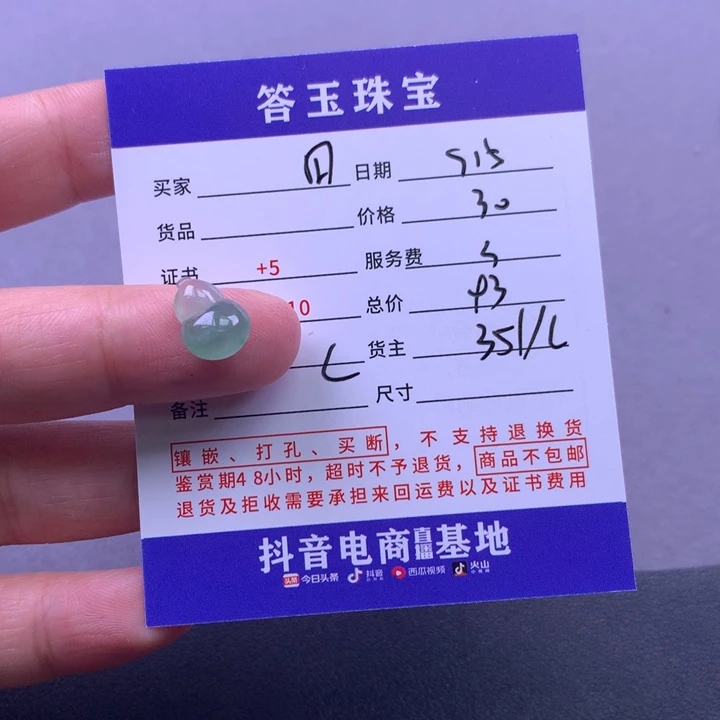 答玉珠宝
买家 日期 515
货品 价格 30
证书 +5 服务费 5
10 总价 43
L 货主 351/L
备注 尺寸
镶嵌、打孔、买断，不支持退换货
鉴赏期48小时，超时不予退货，商品不包邮
退货及拒收需要承担来回运费以及证书费用
抖音电商直播基地
头条 今日头条 抖音 西瓜视频 火山